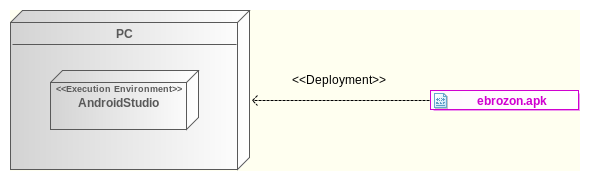 PC
<<Execution Environment>>
AndroidStudio
<<Deployment>>
ebrozon.apk